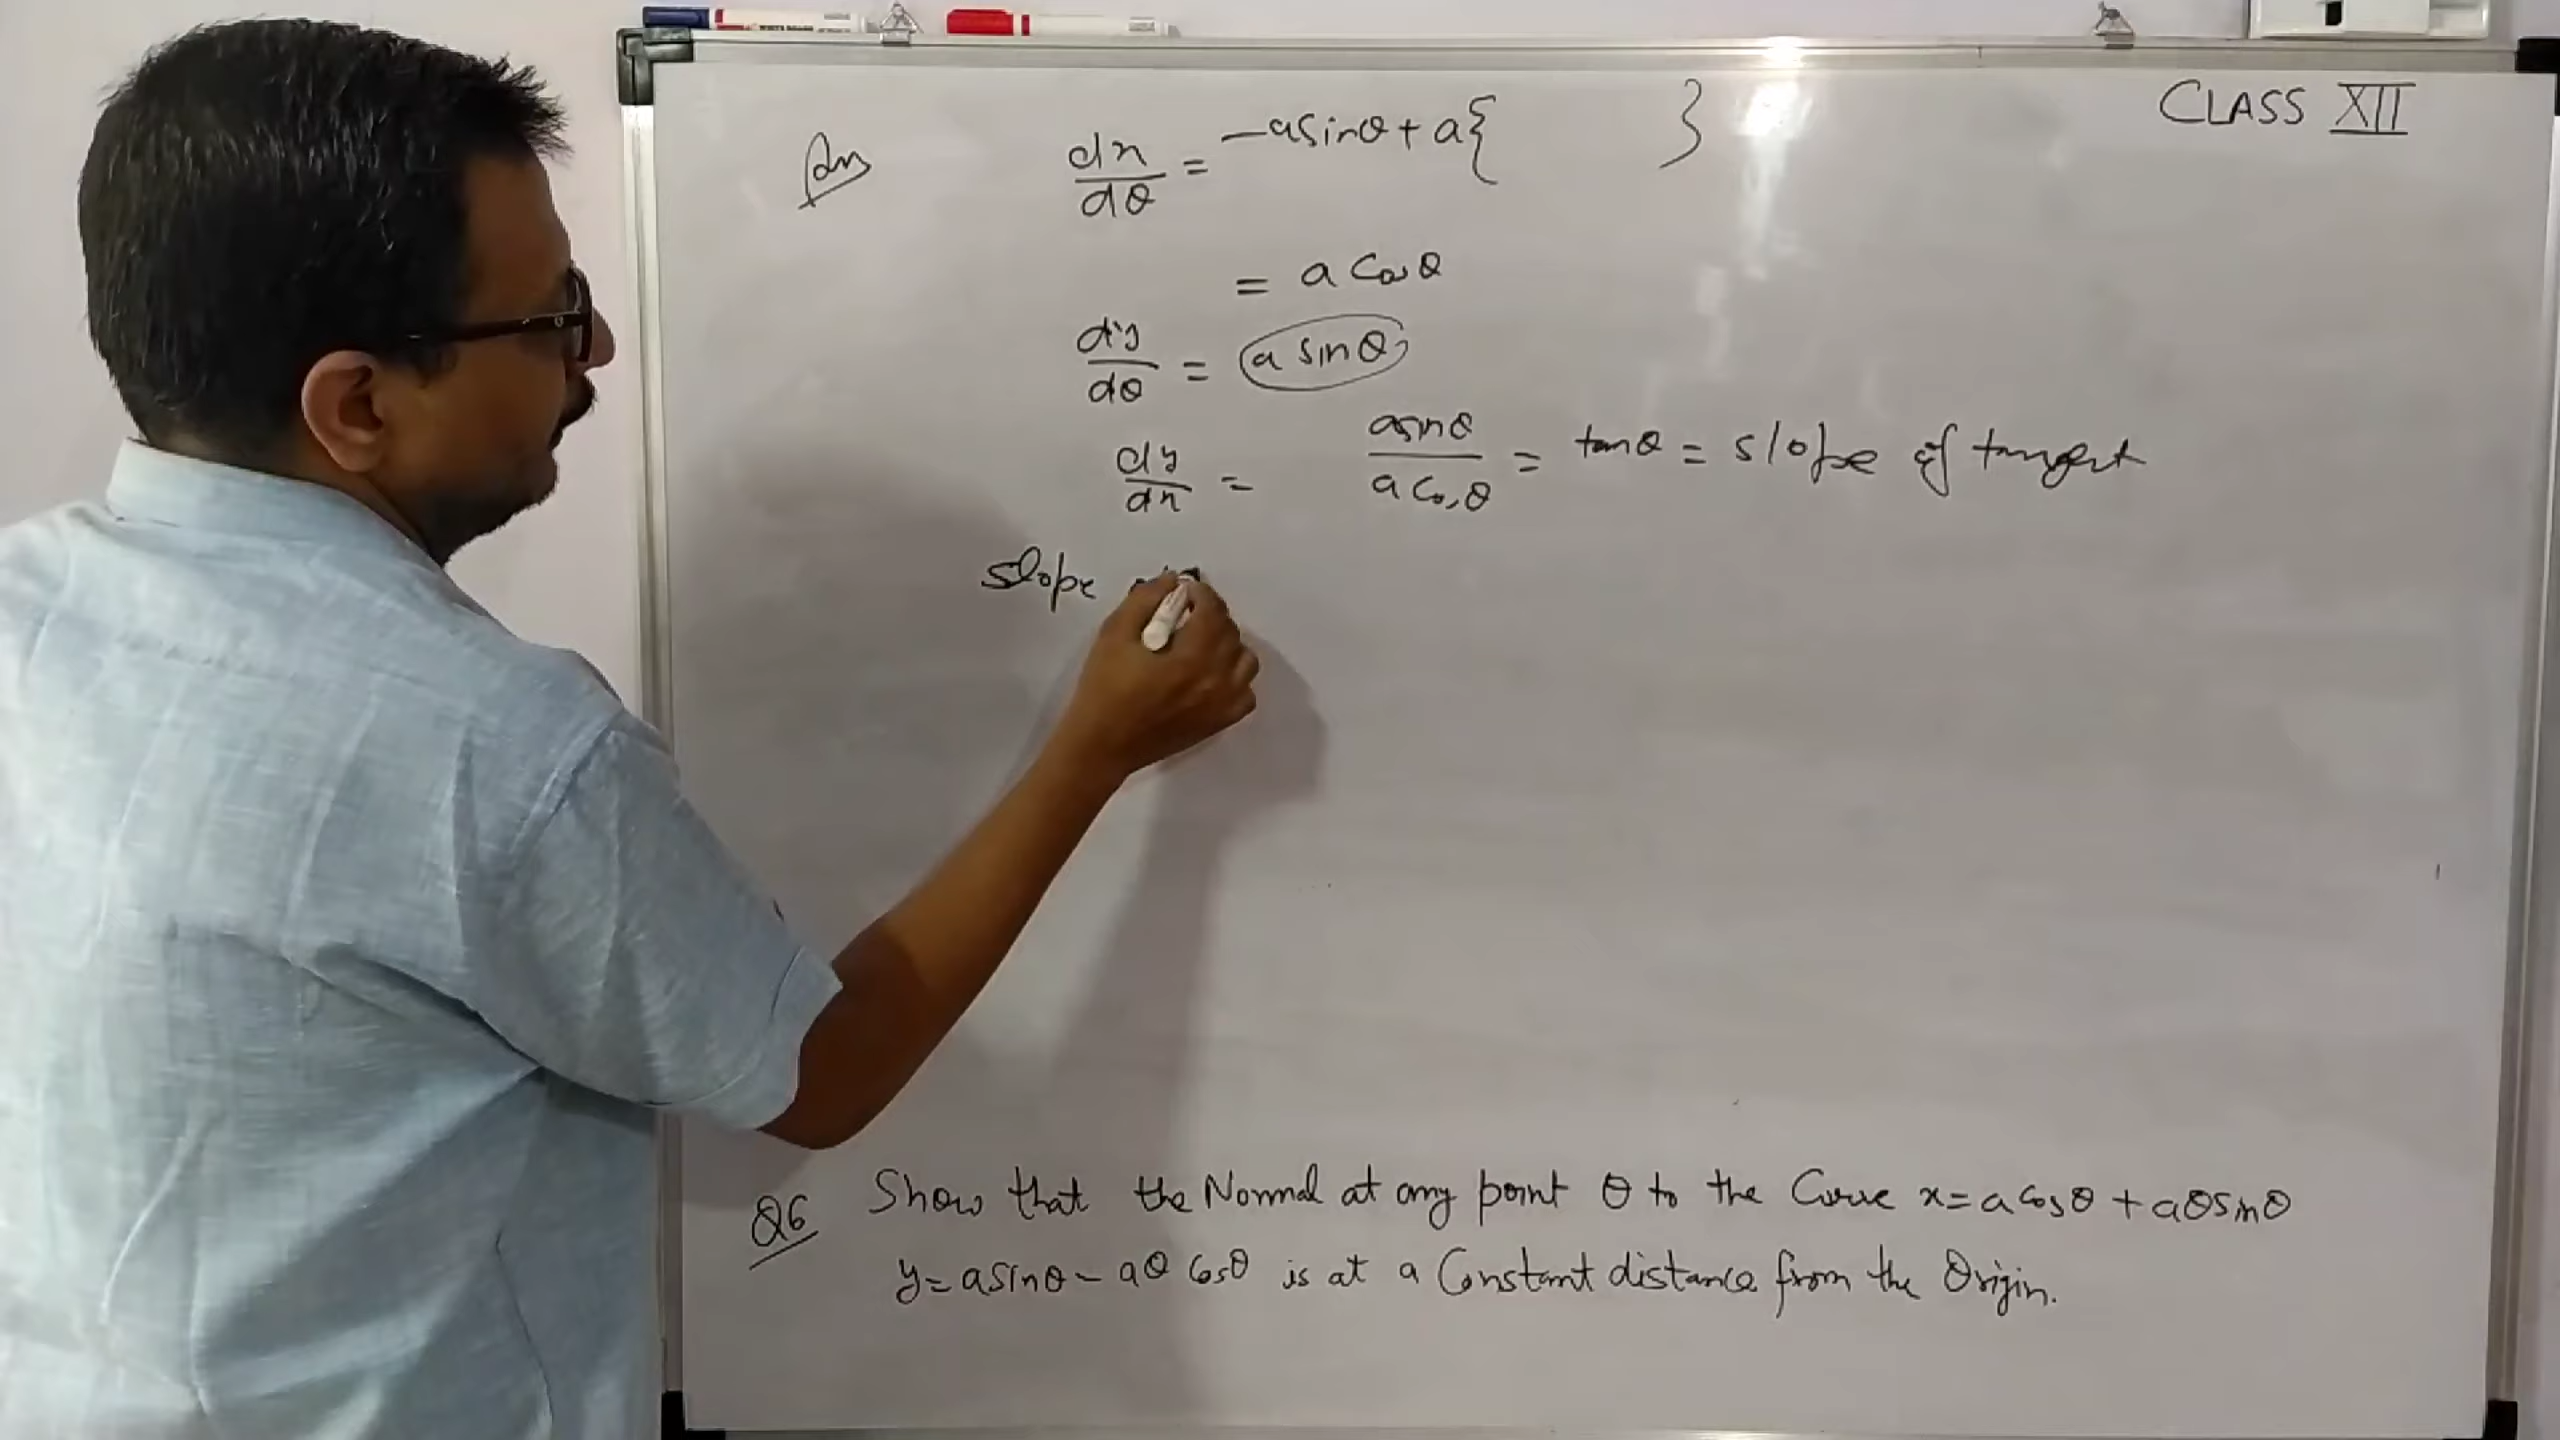 CLASS XII
Ans dx/dθ = -asinθ + a{ }
= a Cosθ
dy/dθ = a sinθ
dy/dx = asinθ/a Cosθ = tanθ = slope of tangent
slope
Q6 Show that the Normal at any point θ to the Curve x = a Cosθ + aθ sinθ
y = a sinθ - aθ Cosθ is at a Constant distance from the Origin.